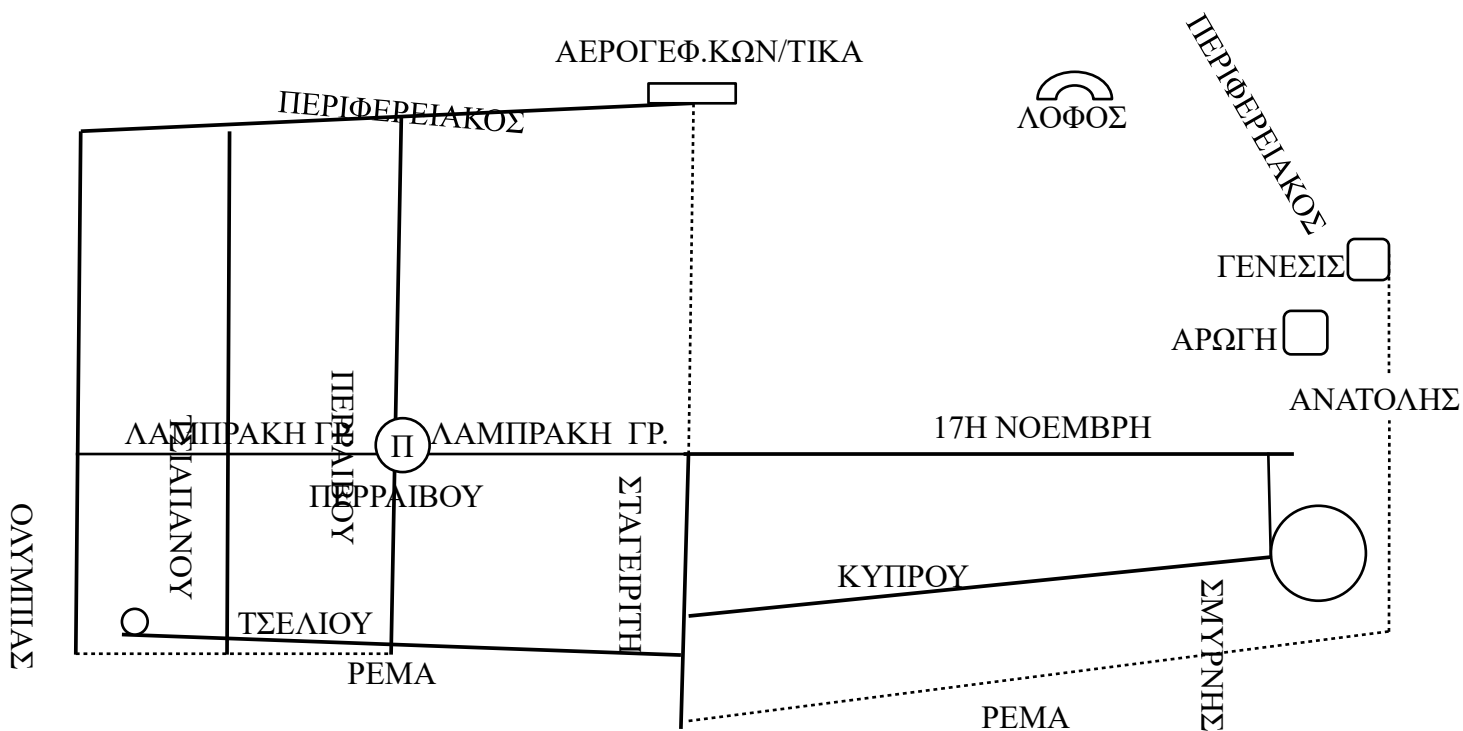 ΑΕΡΟΓΕΦ.ΚΩΝ/ΤΙΚΑ
ΠΕΡΙΦΕΡΕΙΑΚΟΣ
ΛΟΦΟΣ
ΠΕΡΙΦΕΡΕΙΑΚΟΣ
ΓΕΝΕΣΙΣ
ΑΡΩΓΗ
ΑΝΑΤΟΛΗΣ
ΛΑΜΠΡΑΚΗ ΓΡ.
Π
ΛΑΜΠΡΑΚΗ ΓΡ.
17Η ΝΟΕΜΒΡΗ
ΤΣΙΑΠΑΝΟΥ
ΠΕΡΡΑΙΒΟΥ
ΠΕΡΡΑΙΒΟΥ
ΣΤΑΓΕΙΡΙΤΗ
ΟΛΥΜΠΙΑΣ
ΚΥΠΡΟΥ
ΣΜΥΡΝΗΣ
ΤΣΕΛΙΟΥ
ΡΕΜΑ
ΡΕΜΑ